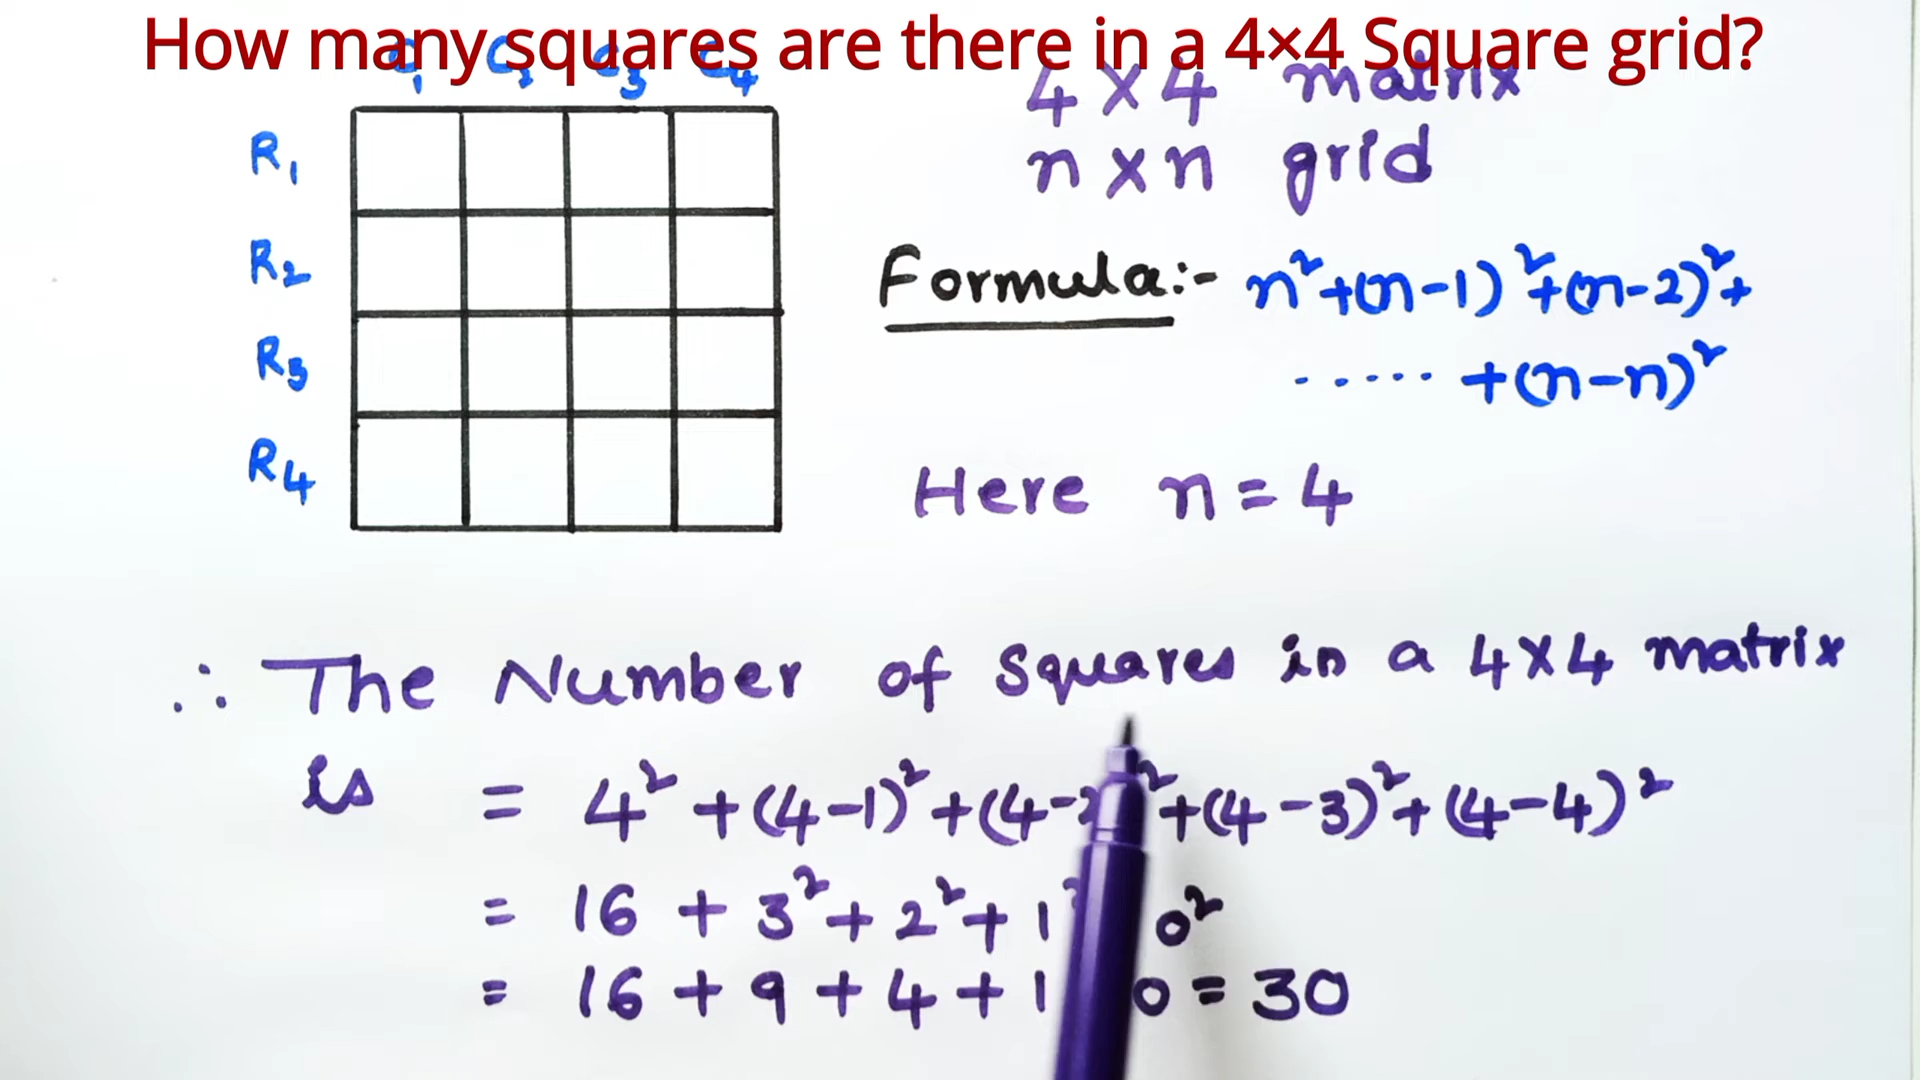 How many squares are there in a 4×4 Square grid?
C1 C2 C3 C4
4 × 4 matrix
n × n grid
R1
R2
R3
R4
Formula:- n²+(n-1)²+(n-2)²+
.....+(n-n)²
Here n=4
∴ The Number of Squares in a 4×4 matrix
is = 4²+(4-1)²+(4-2 ²+(4-3)²+(4-4)²
= 16 + 3²+2²+1² 0²
= 16 + 9 + 4 + 1 0 = 30